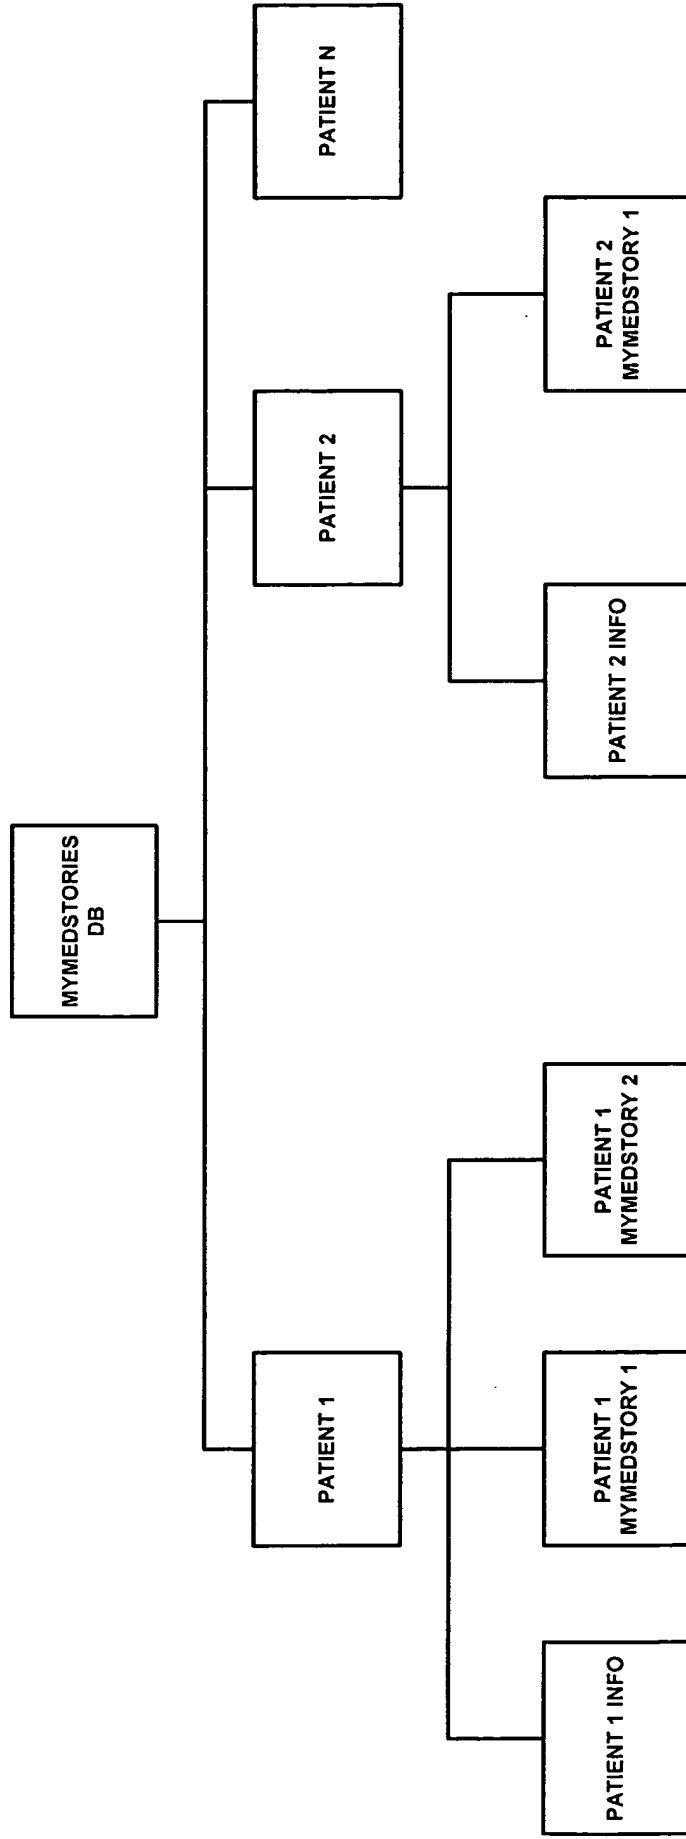 MYMEDSTORIES
DB
PATIENT 1
PATIENT 2
PATIENT N
PATIENT 1 INFO
PATIENT 1
MYMEDSTORY 1
PATIENT 1
MYMEDSTORY 2
PATIENT 2 INFO
PATIENT 2
MYMEDSTORY 1